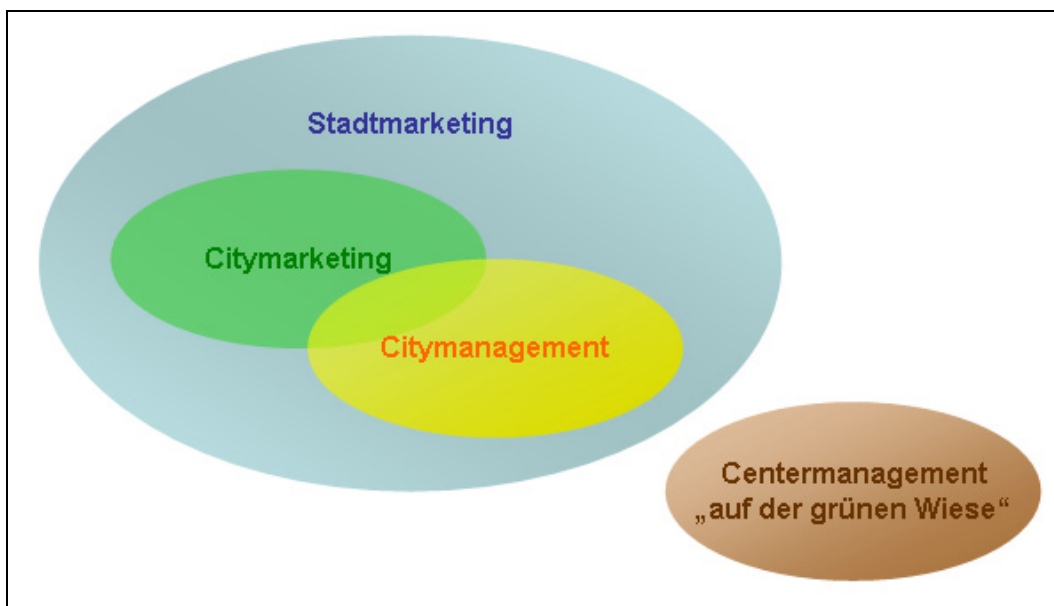 Stadtmarketing
Citymarketing
Citymanagement
Centermanagement
„auf der grünen Wiese“